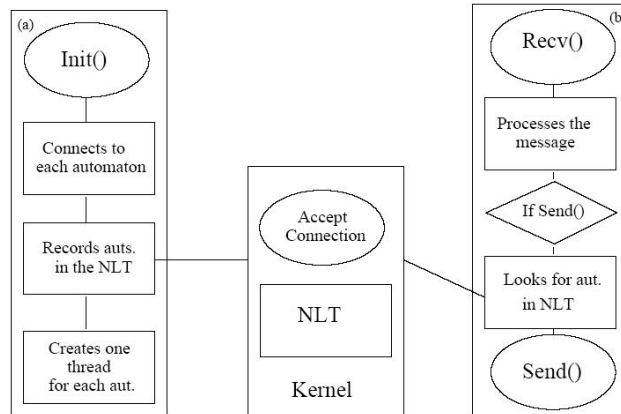 (a)
Init()
Connects to
each automaton
Records auts.
in the NLT
Creates one
thread
for each aut.
Accept
Connection
NLT
Kernel
(b)
Recv()
Processes the
message
If Send()
Looks for aut.
in NLT
Send()